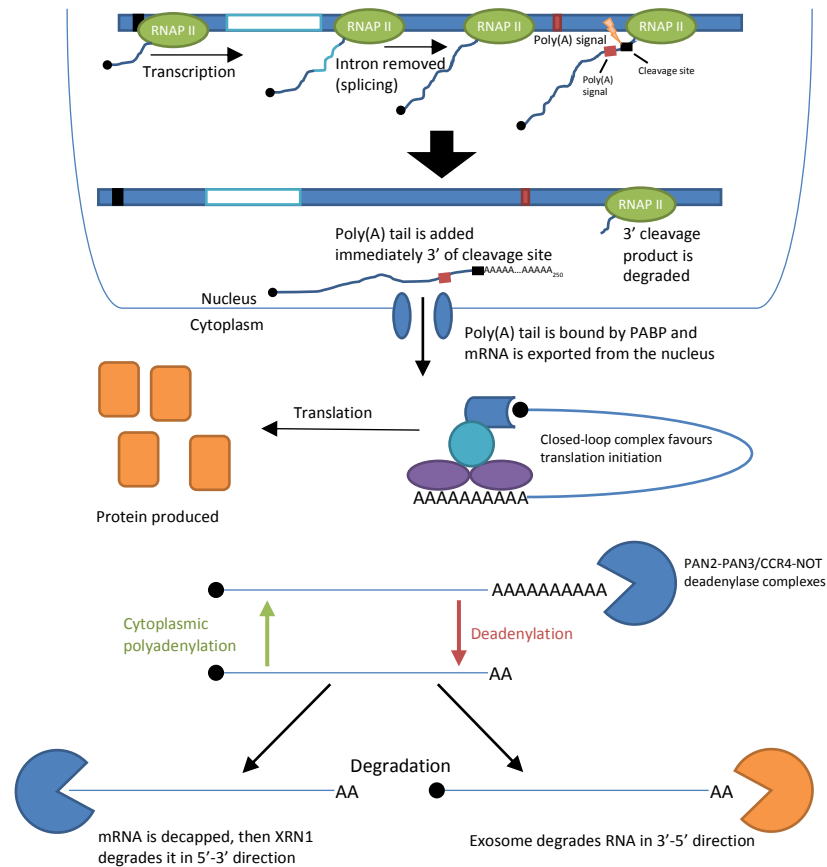 RNAP II
RNAP II
RNAP II
RNAP II
Transcription
Intron removed
(splicing)
Poly(A) signal
Poly(A)
signal
Cleavage site
RNAP II
Poly(A) tail is added
immediately 3’ of cleavage site
3’ cleavage
product is
degraded
AAAAA...AAAAA250
Nucleus
Cytoplasm
Poly(A) tail is bound by PABP and
mRNA is exported from the nucleus
Translation
Closed-loop complex favours
translation initiation
AAAAAAAAAA
Protein produced
PAN2-PAN3/CCR4-NOT
deadenylase complexes
AAAAAAAAAA
Cytoplasmic
polyadenylation
Deadenylation
AA
Degradation
AA
AA
mRNA is decapped, then XRN1
degrades it in 5’-3’ direction
Exosome degrades RNA in 3’-5’ direction